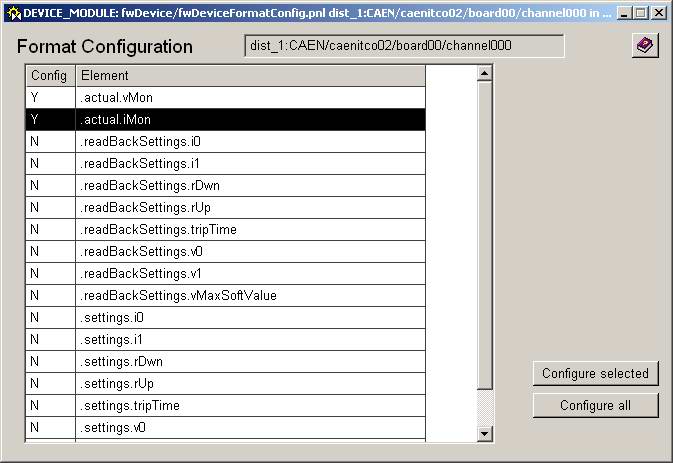 DEVICE_MODULE: fwDevice/fwDeviceFormatConfig.pnl dist_1:CAEN/caenitco02/board00/channel000 in ...
Format Configuration dist_1:CAEN/caenitco02/board00/channel000
Config Element
Y .actual.vMon
Y .actual.iMon
N .readBackSettings.i0
N .readBackSettings.i1
N .readBackSettings.rDwn
N .readBackSettings.rUp
N .readBackSettings.tripTime
N .readBackSettings.v0
N .readBackSettings.v1
N .readBackSettings.vMaxSoftValue
N .settings.i0
N .settings.i1
N .settings.rDwn
N .settings.rUp
N .settings.tripTime
N .settings.v0
Configure selected
Configure all